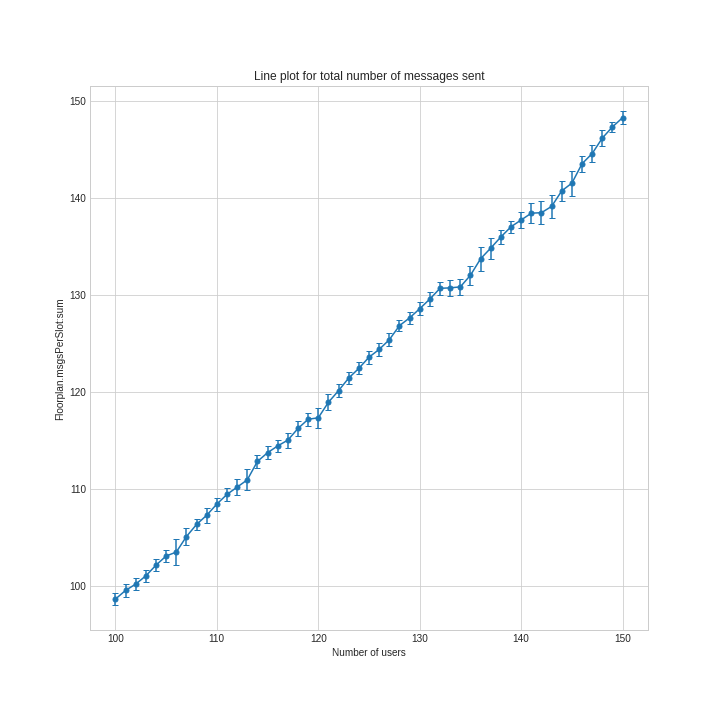 Line plot for total number of messages sent
150
140
130
120
110
100
Floorplan.msgsPerSlot:sum
100 110 120 130 140 150
Number of users